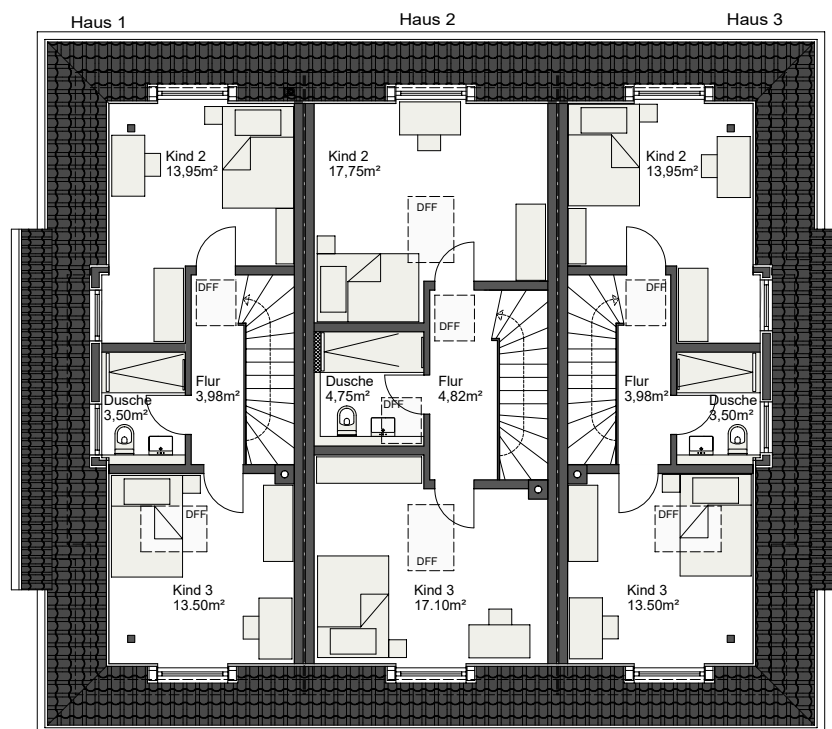 Haus 1
Haus 2
Haus 3
Kind 2
13,95m²
Kind 2
17,75m²
Kind 2
13,95m²
DFF
DFF
DFF
DFF
Dusche
3,50m²
Flur
3,98m²
Dusche
4,75m²
DFF
Flur
4,82m²
Flur
3,98m²
Dusche
3,50m²
DFF
Kind 3
13.50m²
DFF
Kind 3
17.10m²
DFF
Kind 3
13.50m²